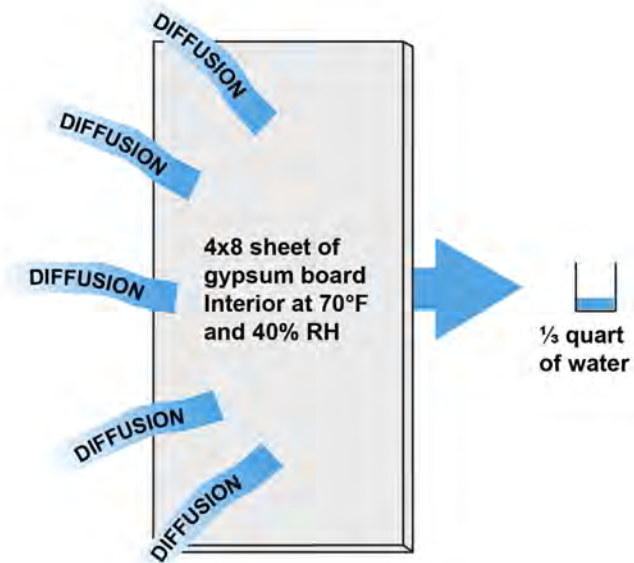 DIFFUSION
DIFFUSION
DIFFUSION
4x8 sheet of
gypsum board
Interior at 70°F
and 40% RH
⅓ quart
of water
DIFFUSION
DIFFUSION